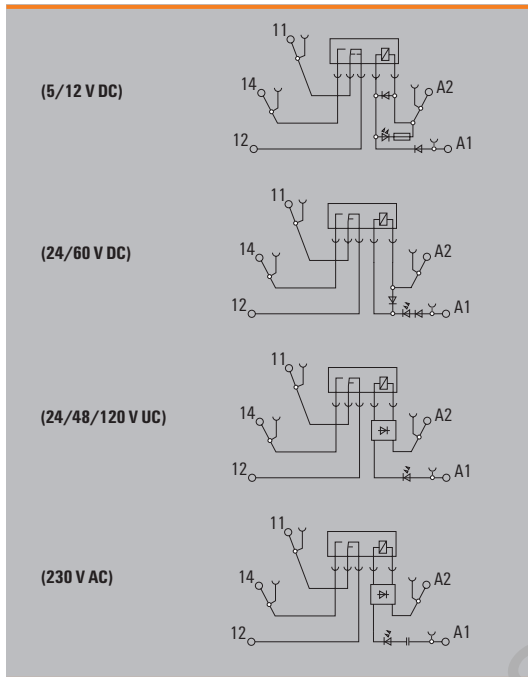 (5/12 V DC)
11
14
12
A2
A1
(24/60 V DC)
11
14
12
A2
A1
(24/48/120 V UC)
11
14
12
A2
A1
(230 V AC)
11
14
12
A2
A1